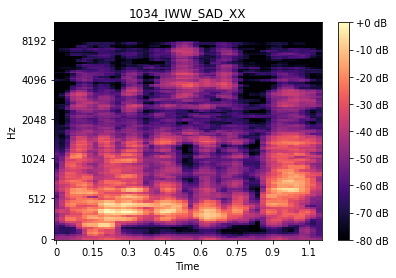 1034_IWW_SAD_XX
+0 dB
8192
-10 dB
4096
-20 dB
-30 dB
2048
Hz
-40 dB
1024
-50 dB
512
-60 dB
-70 dB
0
-80 dB
0 0.15 0.3 0.45 0.6 0.75 0.9 1.1
Time